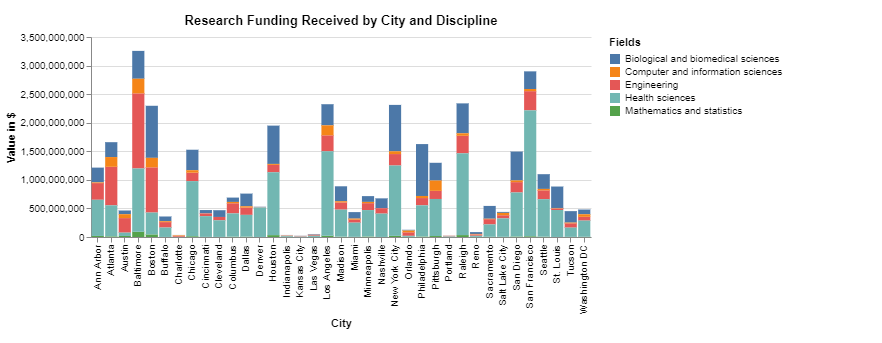 Research Funding Received by City and Discipline
3,500,000,000
3,000,000,000
2,500,000,000
2,000,000,000
1,500,000,000
1,000,000,000
500,000,000
0
Value in $
Ann Arbor
Atlanta
Austin
Baltimore
Boston
Buffalo
Charlotte
Chicago
Cincinnati
Cleveland
Columbus
Dallas
Denver
Houston
Indianapolis
Kansas City
Las Vegas
Los Angeles
Madison
Miami
Minneapolis
Nashville
New York City
Orlando
Philadelphia
Pittsburgh
Portland
Raleigh
Reno
Sacramento
Salt Lake City
San Diego
San Francisco
Seattle
St. Louis
Tucson
Washington DC
City
Fields
Biological and biomedical sciences
Computer and information sciences
Engineering
Health sciences
Mathematics and statistics